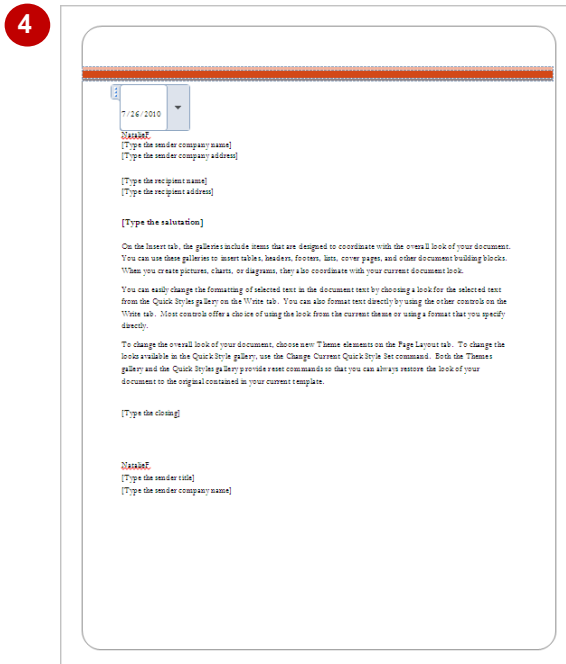 4
7/26/2010
NatalieF.
[Type the sender company name]
[Type the sender company address]
[Type the recipient name]
[Type the recipient address]
[Type the salutation]
On the Insert tab, the galleries include items that are designed to coordinate with the overall look of your document.
You can use these galleries to insert tables, headers, footers, lists, cover pages, and other document building blocks.
When you create pictures, charts, or diagrams, they also coordinate with your current document look.
You can easily change the formatting of selected text in the document text by choosing a look for the selected text
from the Quick Styles gallery on the Write tab. You can also format text directly by using the other controls on the
Write tab. Most controls offer a choice of using the look from the current theme or using a format that you specify
directly.
To change the overall look of your document, choose new Theme elements on the Page Layout tab. To change the
looks available in the Quick Style gallery, use the Change Current Quick Style Set command. Both the Themes
gallery and the Quick Styles gallery provide reset commands so that you can always restore the look of your
document to the original contained in your current template.
[Type the closing]
NatalieF.
[Type the sender title]
[Type the sender company name]